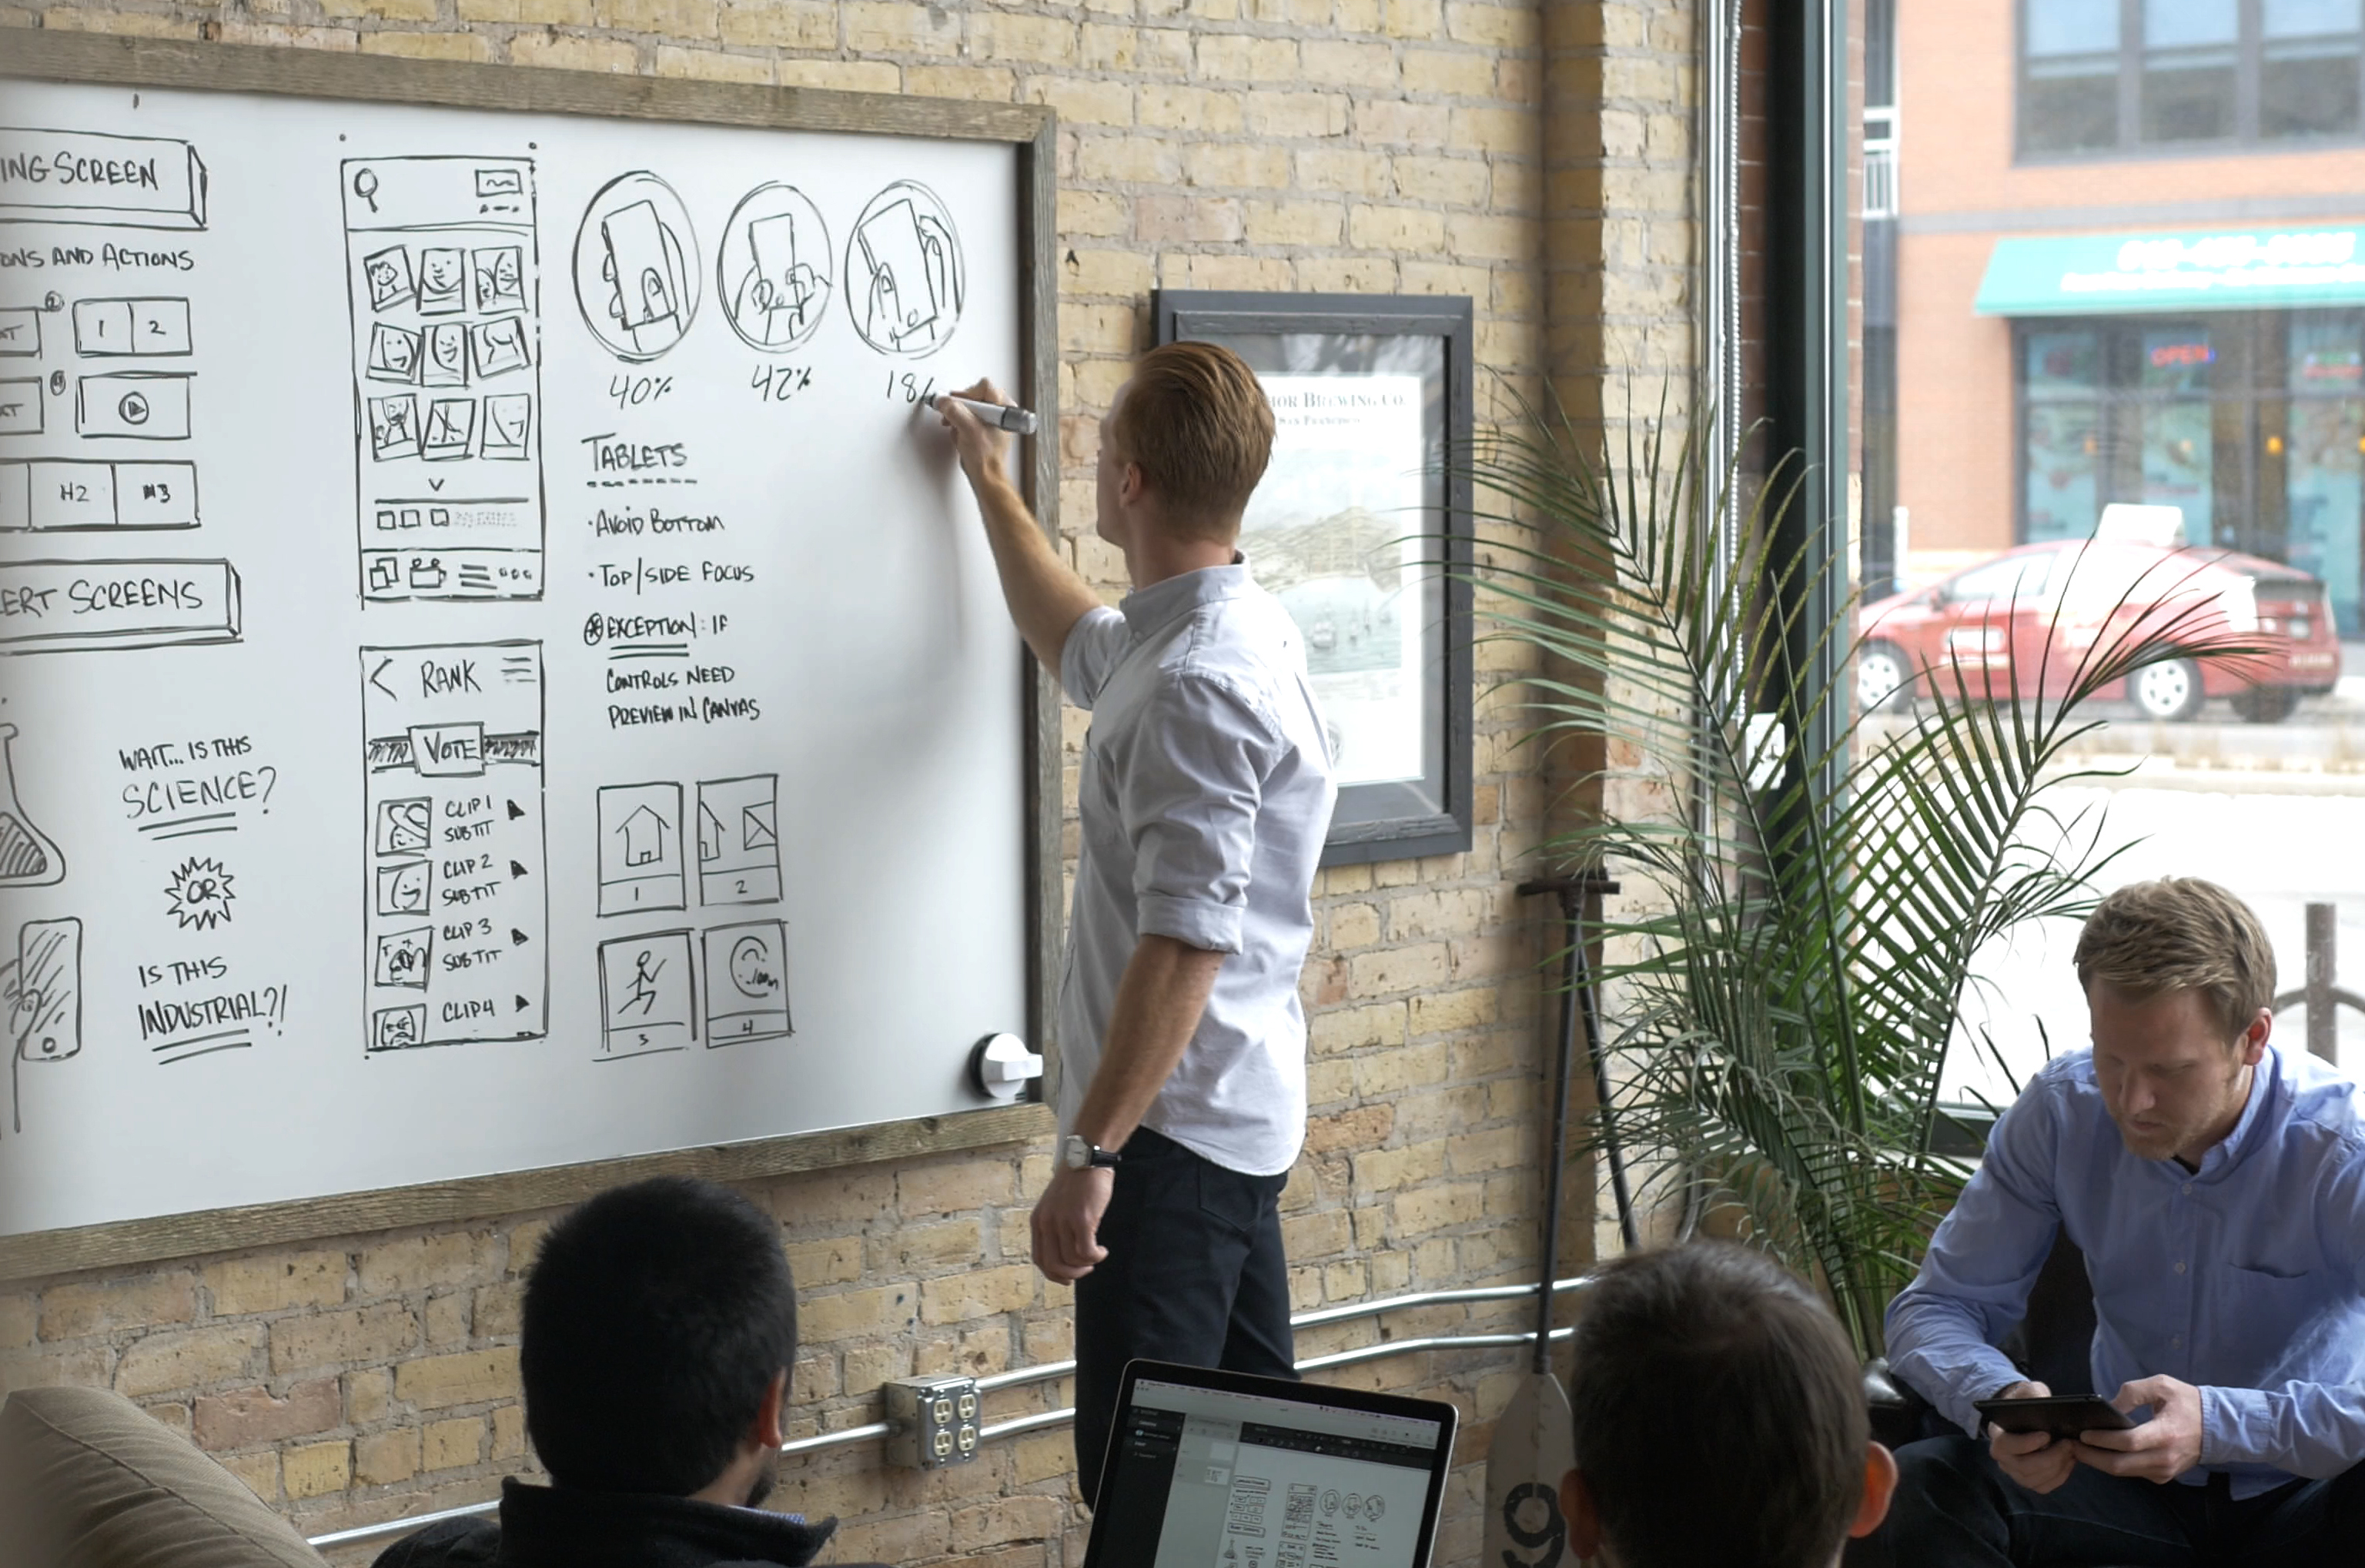 ING SCREEN
ONS AND ACTIONS
1 2
H2 H3
ERT SCREENS
WAIT... IS THIS
SCIENCE?
OR
IS THIS
INDUSTRIAL?!
RANK
VOTE
CLIP 1
SUBTIT
CLIP 2
SUBTIT
CLIP 3
SUBTIT
CLIP 4
40%
42%
18%
TABLETS
• AVOID BOTTOM
• TOP/SIDE FOCUS
* EXCEPTION: IF
CONTROLS NEED
PREVIEW IN CANVAS
1
2
3
4
HOR BREWING CO.
SAN FRANCISCO
OPEN
9